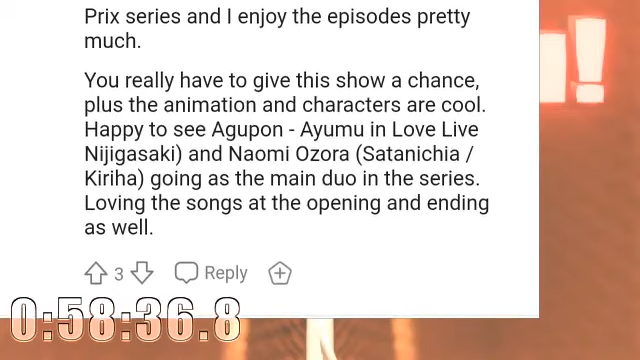 Prix series and I enjoy the episodes pretty
much.
You really have to give this show a chance,
plus the animation and characters are cool.
Happy to see Agupon - Ayumu in Love Live
Nijigasaki) and Naomi Ozora (Satanichia /
Kiriha) going as the main duo in the series.
Loving the songs at the opening and ending
as well.
3 Reply
0:58:36.8